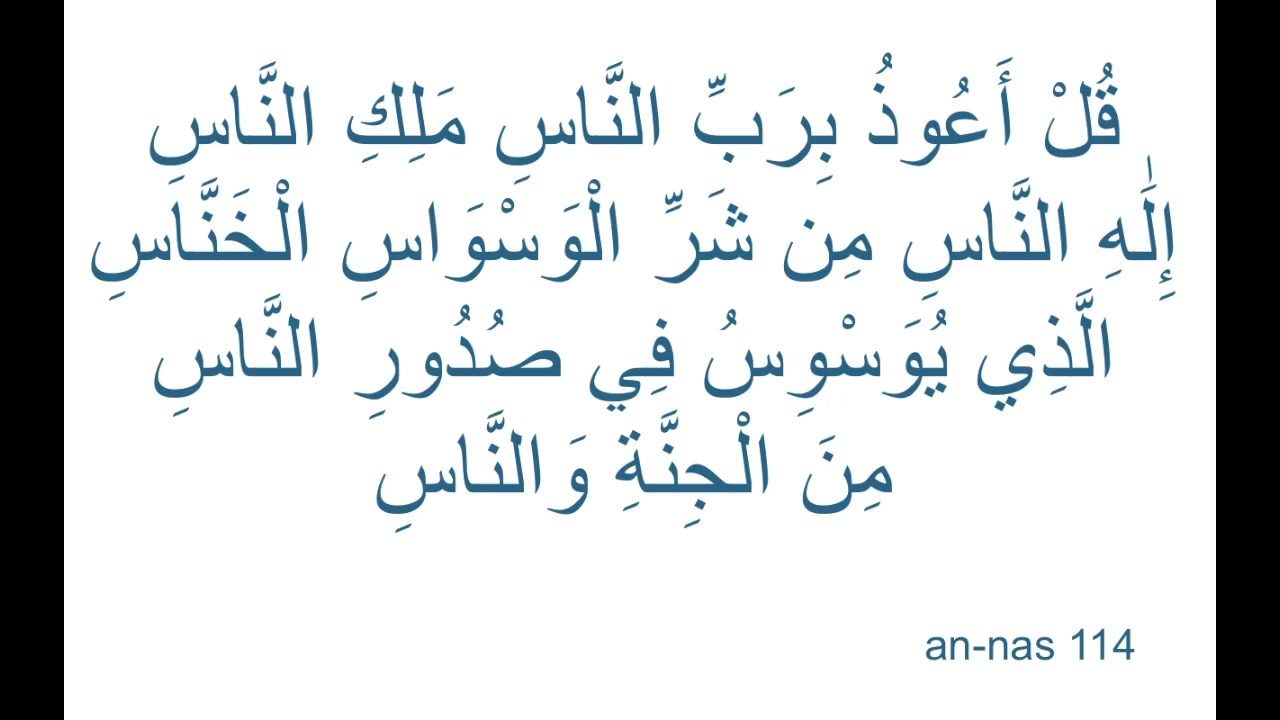 قُلْ أَعُوذُ بِرَبِّ النَّاسِ مَلِكِ النَّاسِ
إِلَٰهِ النَّاسِ مِن شَرِّ الْوَسْوَاسِ الْخَنَّاسِ
الَّذِي يُوَسْوِسُ فِي صُدُورِ النَّاسِ
مِنَ الْجِنَّةِ وَالنَّاسِ
an-nas 114